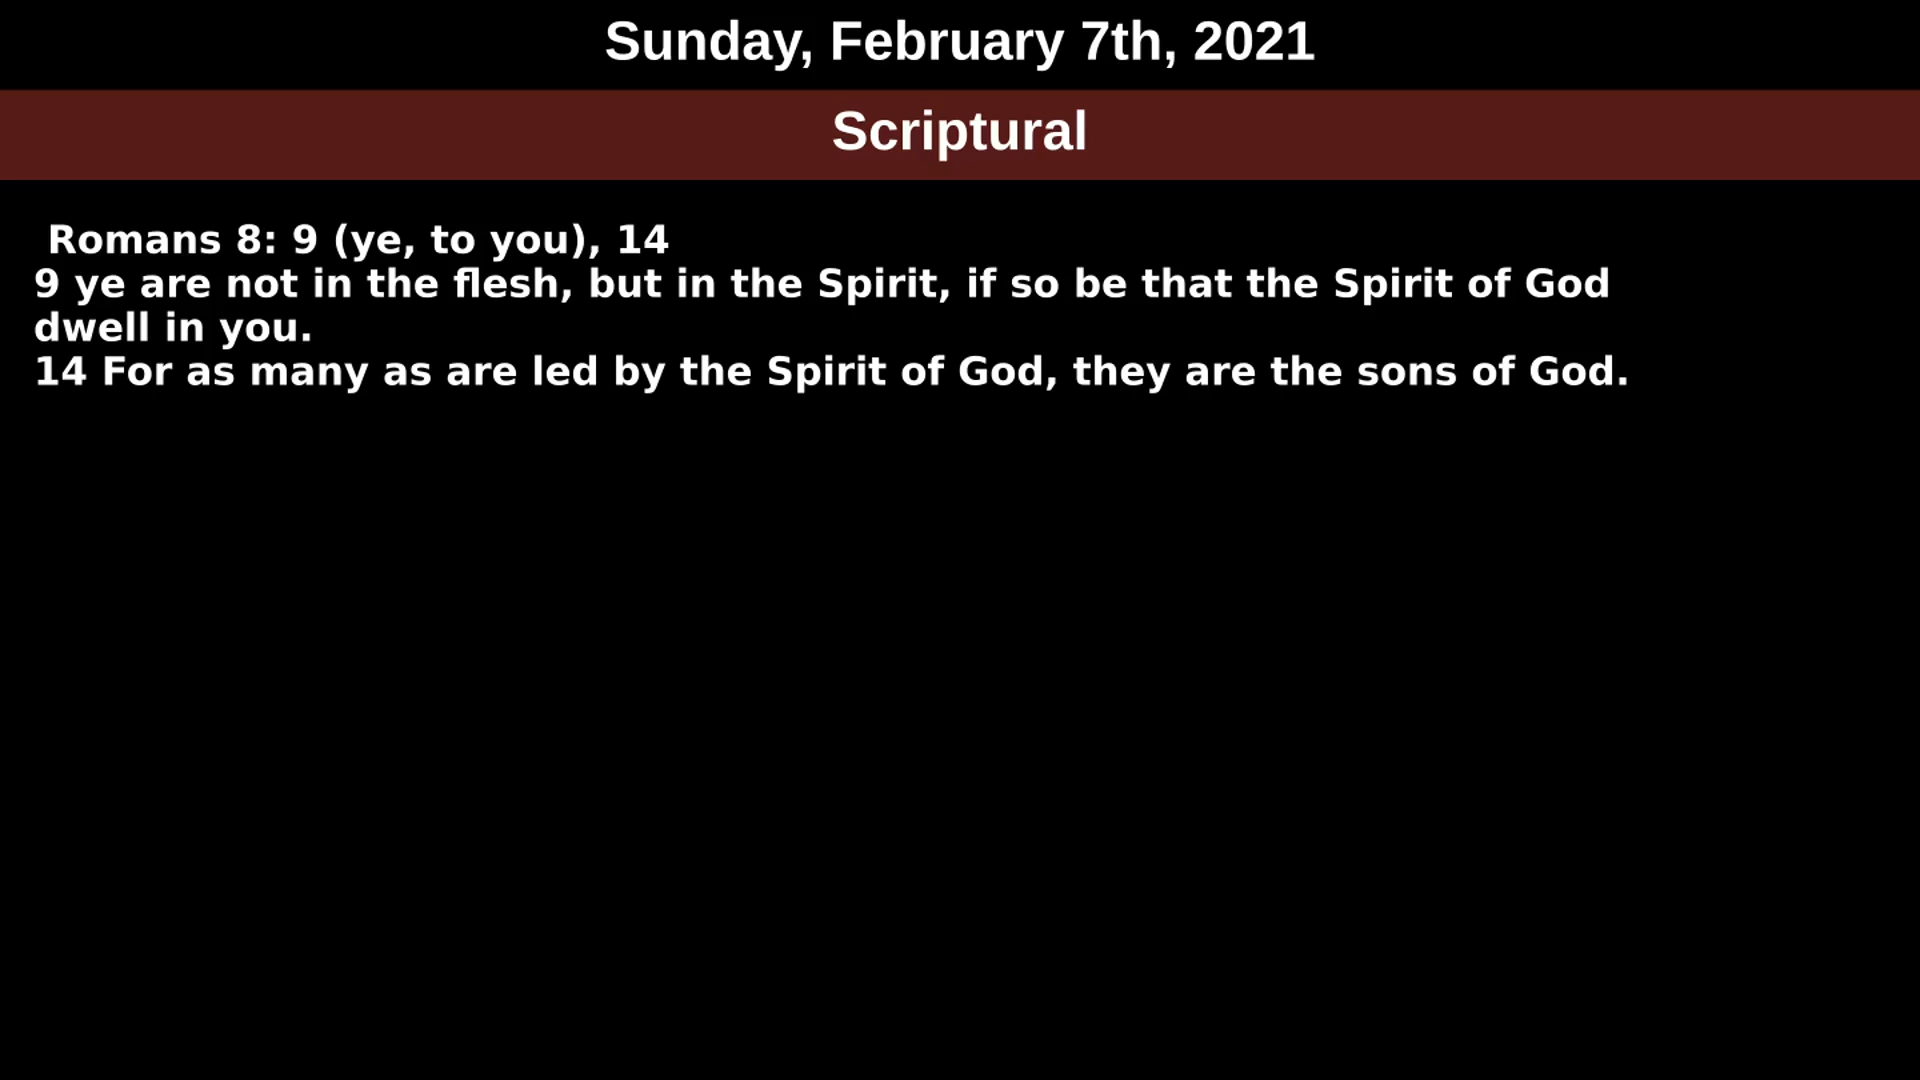 Sunday, February 7th, 2021
Scriptural
Romans 8: 9 (ye, to you), 14
9 ye are not in the flesh, but in the Spirit, if so be that the Spirit of God
dwell in you.
14 For as many as are led by the Spirit of God, they are the sons of God.